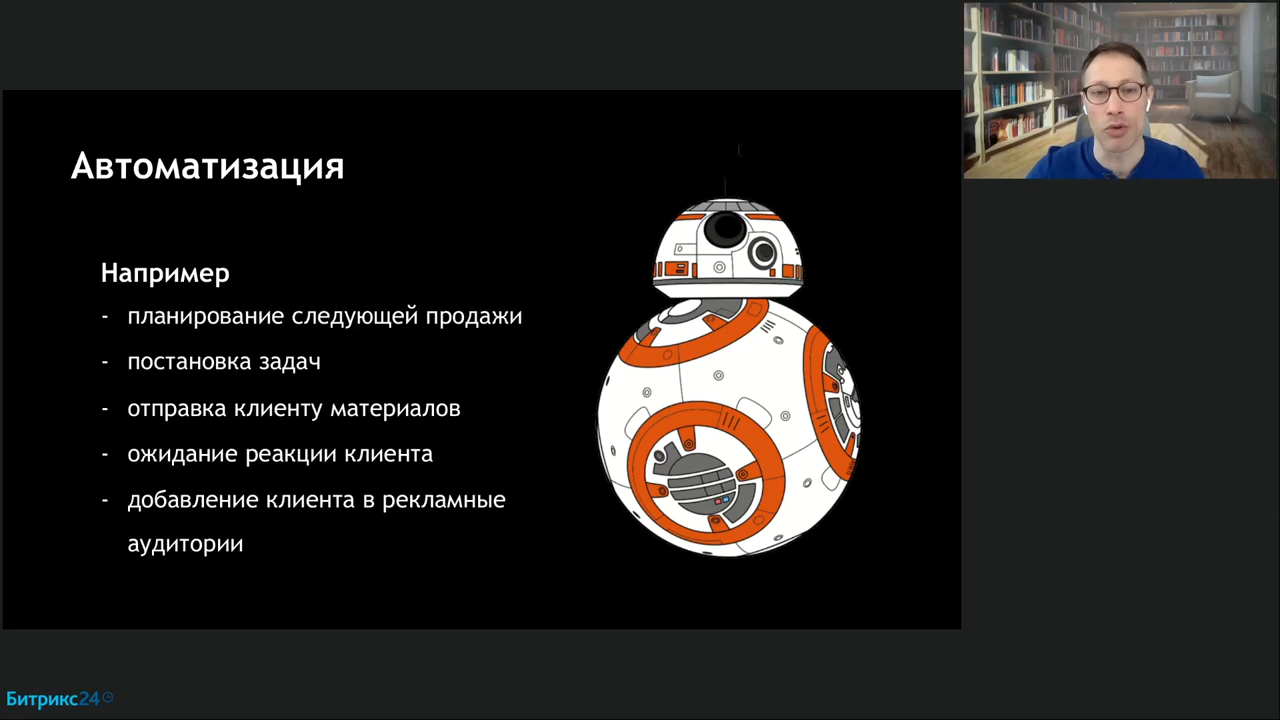 Автоматизация
Например
- планирование следующей продажи
- постановка задач
- отправка клиенту материалов
- ожидание реакции клиента
- добавление клиента в рекламные
аудитории
Битрикс24